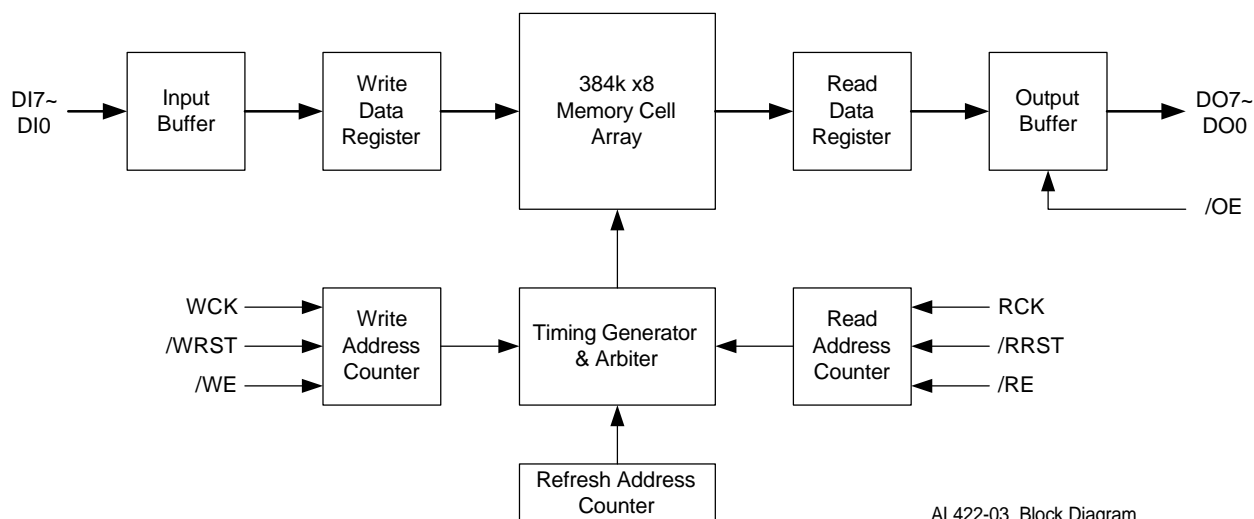 DI7~
DI0
Input
Buffer
Write
Data
Register
384k x8
Memory Cell
Array
Read
Data
Register
Output
Buffer
DO7~
DO0
/OE
WCK
/WRST
/WE
Write
Address
Counter
Timing Generator
& Arbiter
Read
Address
Counter
RCK
/RRST
/RE
Refresh Address
Counter
AL422-03 Block Diagram